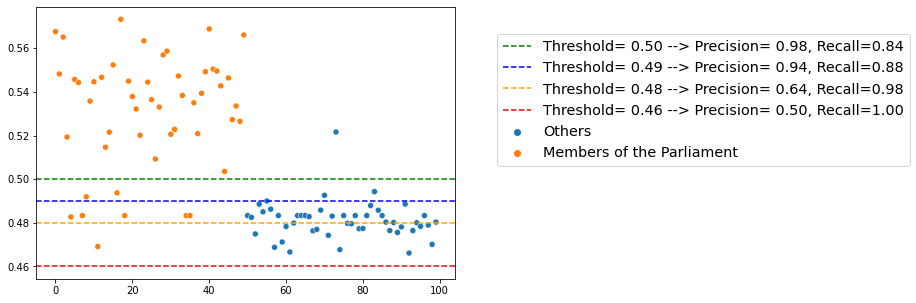 0.56
0.54
0.52
0.50
0.48
0.46
0 20 40 60 80 100
Threshold= 0.50 --> Precision= 0.98, Recall=0.84
Threshold= 0.49 --> Precision= 0.94, Recall=0.88
Threshold= 0.48 --> Precision= 0.64, Recall=0.98
Threshold= 0.46 --> Precision= 0.50, Recall=1.00
Others
Members of the Parliament